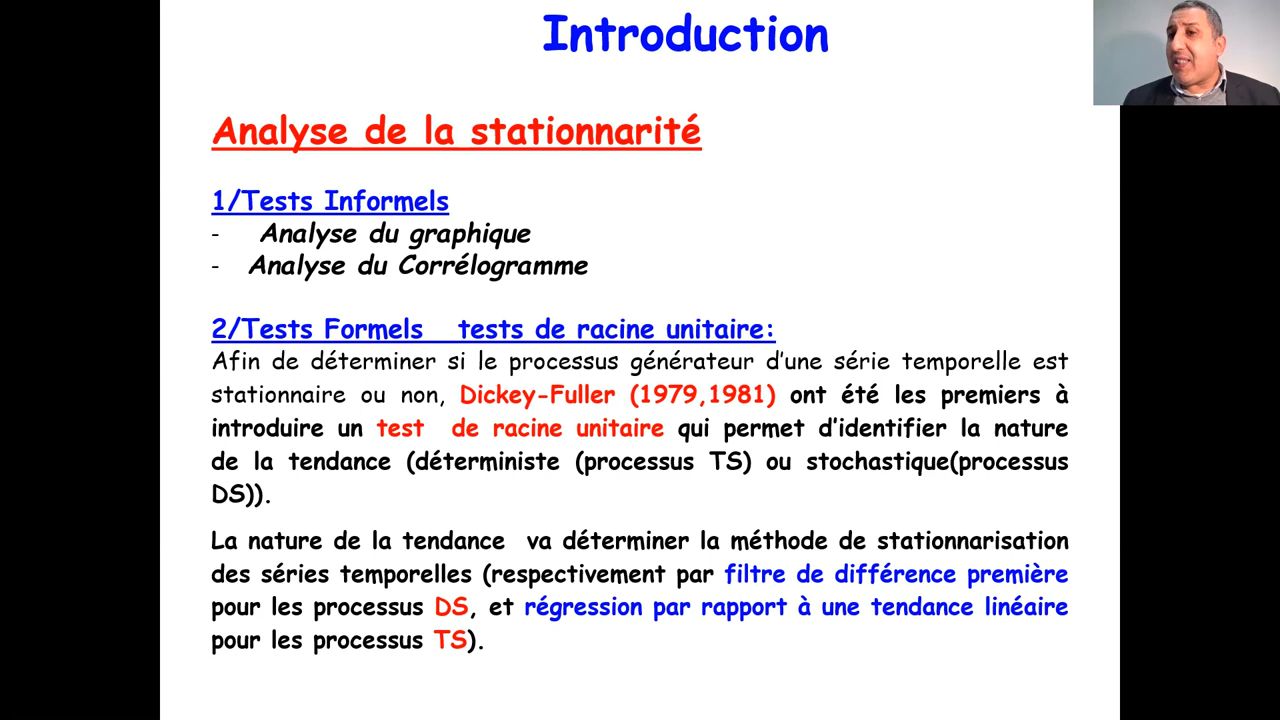 Introduction
Analyse de la stationnarité
1/Tests Informels
- Analyse du graphique
- Analyse du Corrélogramme
2/Tests Formels tests de racine unitaire:
Afin de déterminer si le processus générateur d’une série temporelle est
stationnaire ou non, Dickey-Fuller (1979,1981) ont été les premiers à
introduire un test de racine unitaire qui permet d’identifier la nature
de la tendance (déterministe (processus TS) ou stochastique(processus
DS)).
La nature de la tendance va déterminer la méthode de stationnarisation
des séries temporelles (respectivement par filtre de différence première
pour les processus DS, et régression par rapport à une tendance linéaire
pour les processus TS).